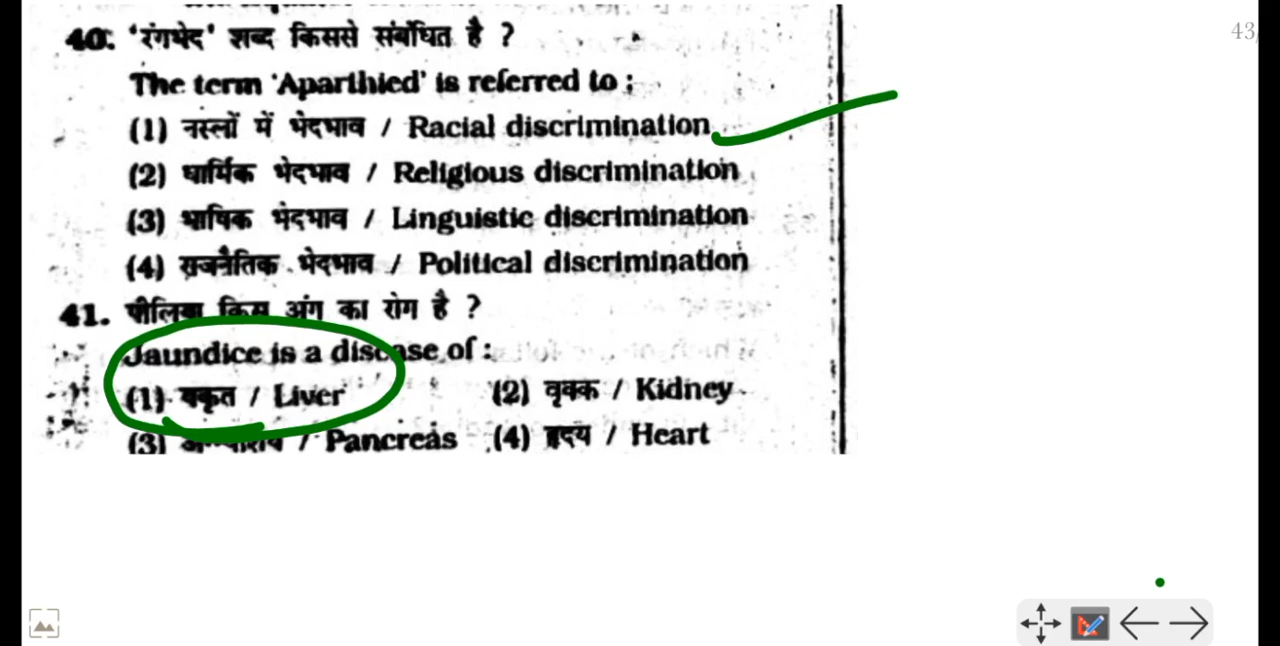 43
40. ‘रंगभेद’ शब्द किससे संबंधित है ?
The term ‘Aparthied’ is referred to :
(1) नस्लों में भेदभाव / Racial discrimination
(2) धार्मिक भेदभाव / Religious discrimination
(3) भाषिक भेदभाव / Linguistic discrimination
(4) राजनैतिक भेदभाव / Political discrimination
41. पीलिया किस अंग का रोग है ?
Jaundice is a disease of :
(1) यकृत / Liver (2) वृक्क / Kidney
(3) / Pancreas (4) हृदय / Heart